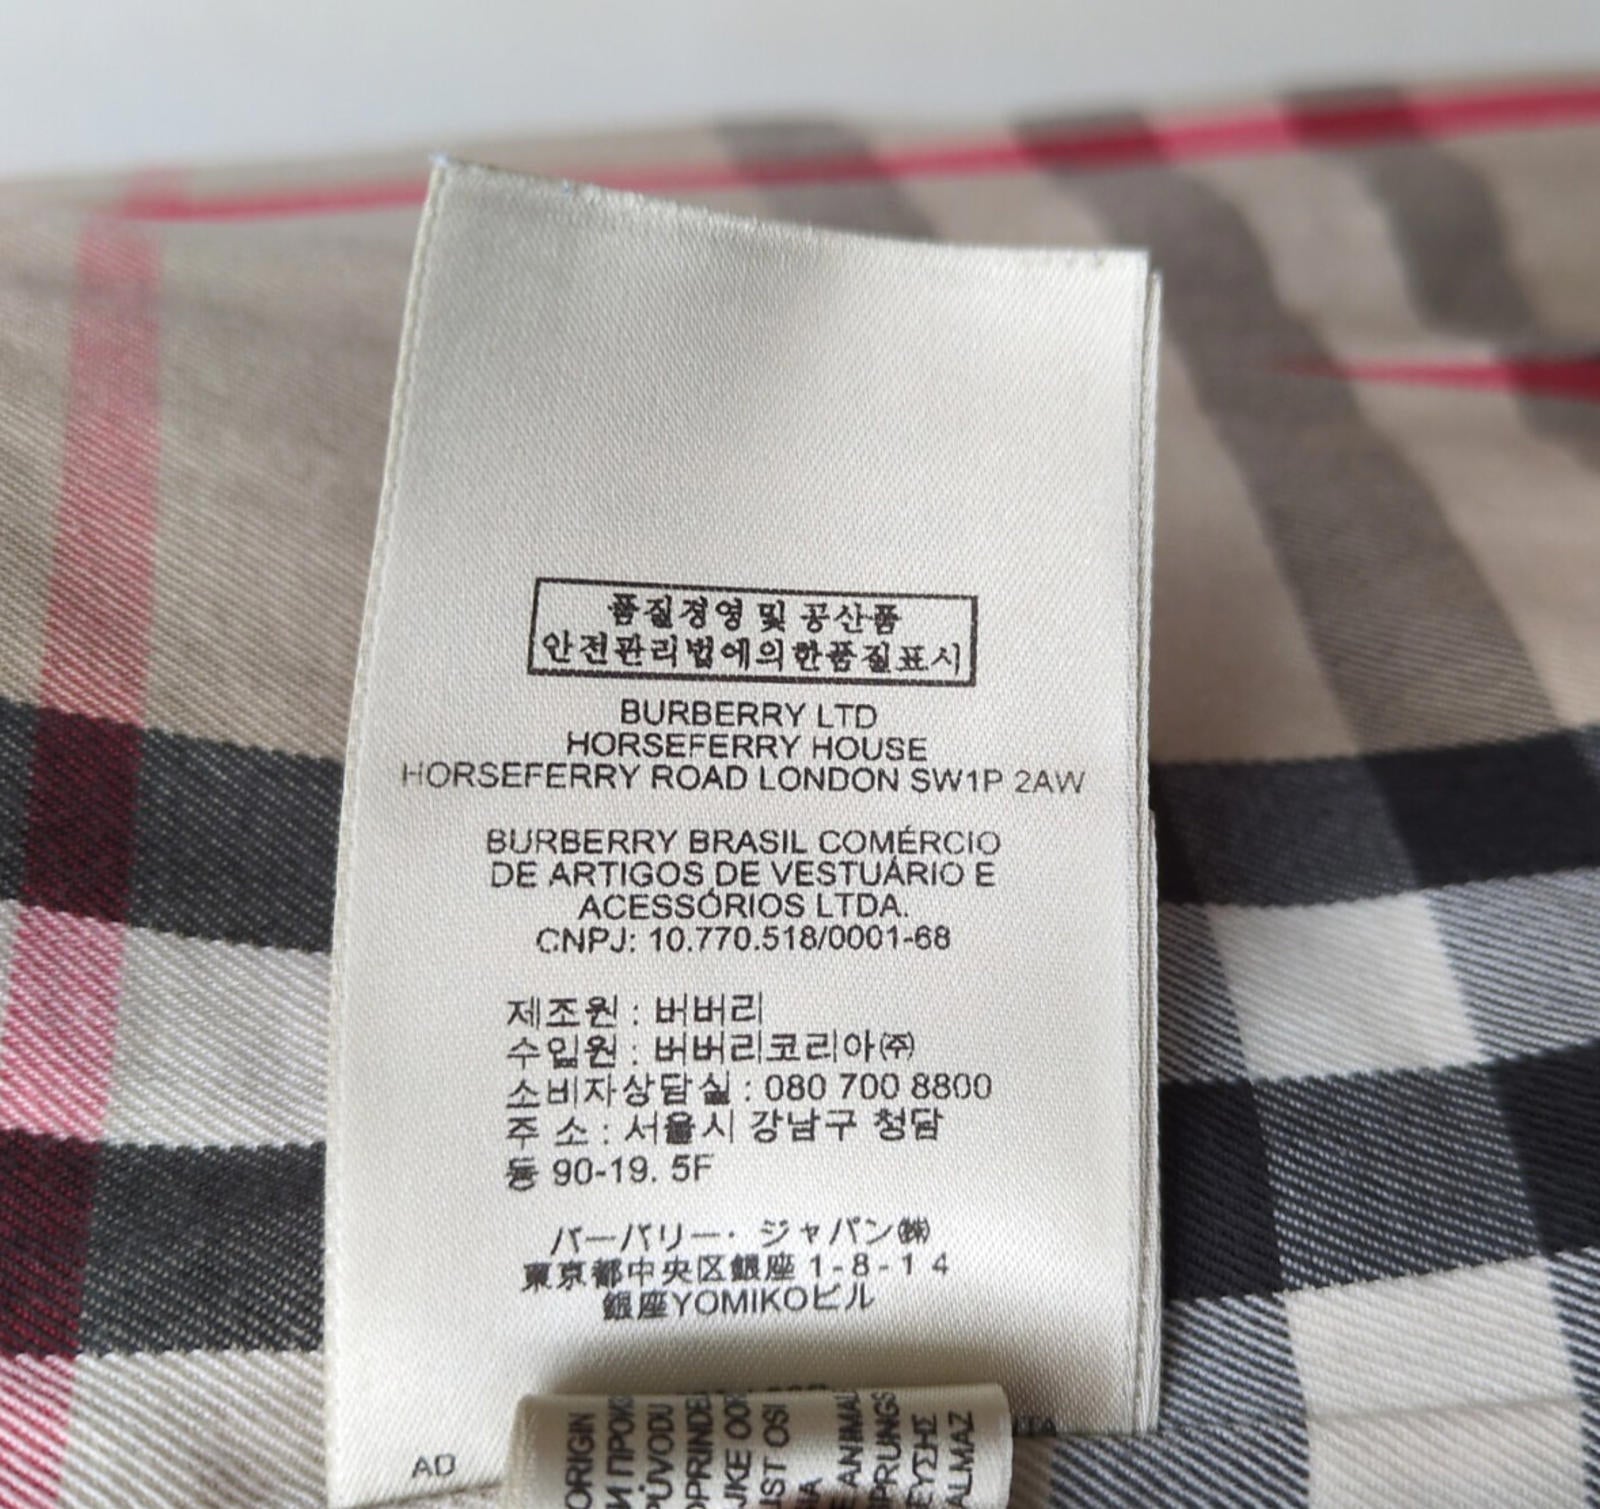 품질경영 및 공산품
안전관리법에의한품질표시
BURBERRY LTD
HORSEFERRY HOUSE
HORSEFERRY ROAD LONDON SW1P 2AW
BURBERRY BRASIL COMÉRCIO
DE ARTIGOS DE VESTUÁRIO E
ACESSÓRIOS LTDA.
CNPJ: 10.770.518/0001-68
제조원 : 버버리
수입원 : 버버리코리아㈜
소비자상담실 : 080 700 8800
주 소 : 서울시 강남구 청담
동 90-19. 5F
バーバリー・ジャパン㈱
東京都中央区銀座1-8-14
銀座YOMIKOビル
AD
ORIGIN